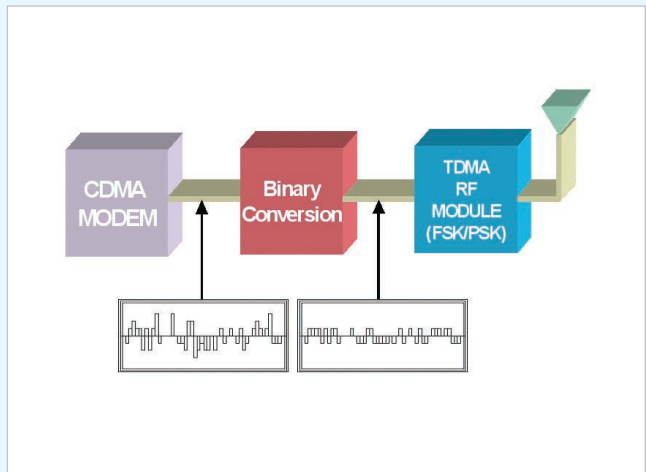 CDMA
MODEM
Binary
Conversion
TDMA
RF
MODULE
(FSK/PSK)